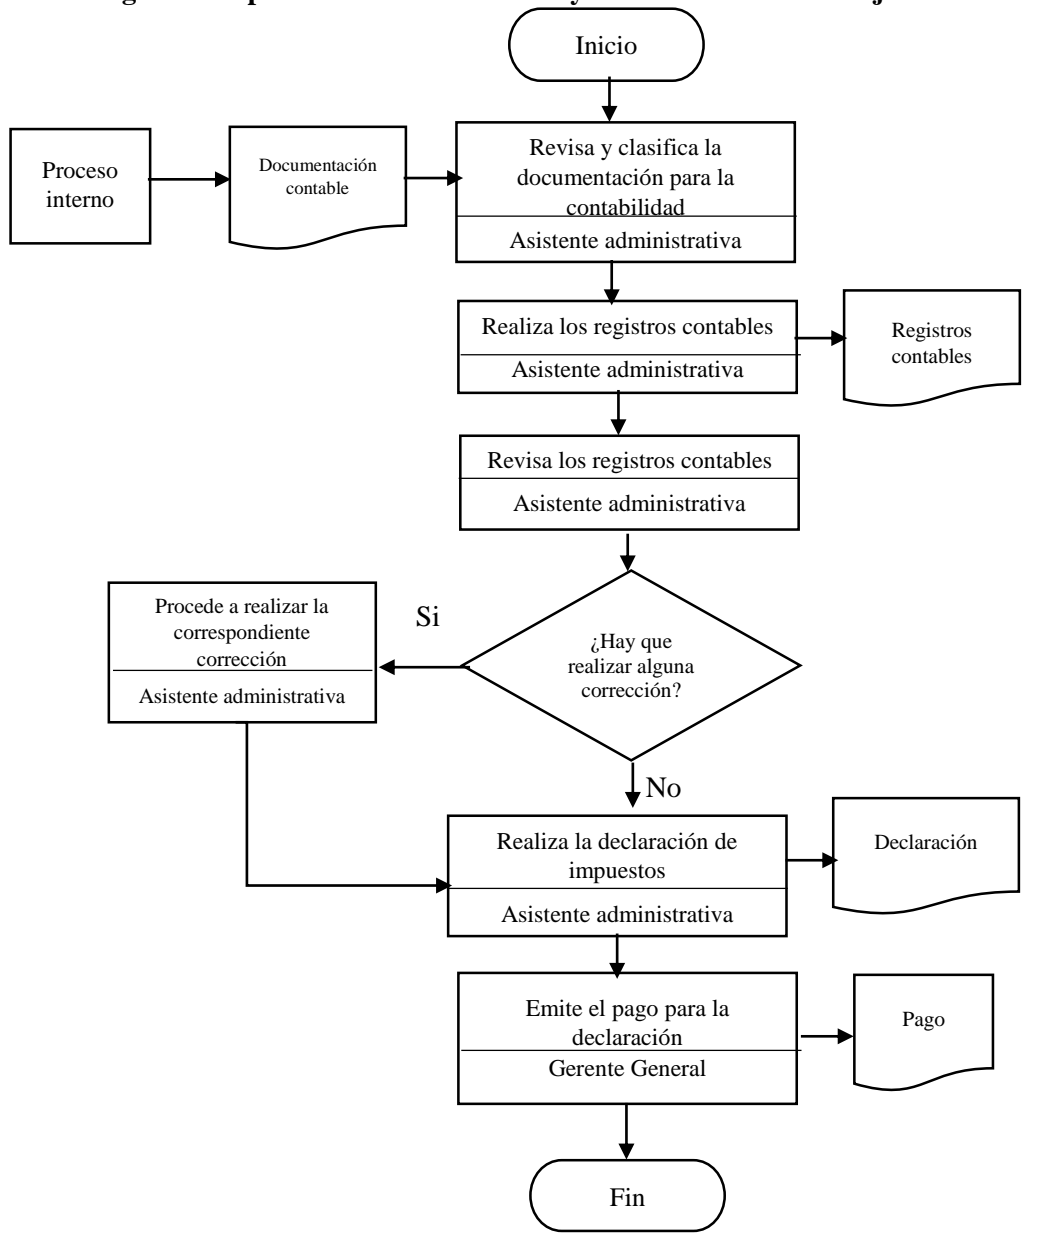 Inicio
Proceso
interno
Documentación
contable
Revisa y clasifica la
documentación para la
contabilidad
Asistente administrativa
Realiza los registros contables
Asistente administrativa
Registros
contables
Revisa los registros contables
Asistente administrativa
Procede a realizar la
correspondiente
corrección
Asistente administrativa
Si
¿Hay que
realizar alguna
corrección?
No
Realiza la declaración de
impuestos
Asistente administrativa
Declaración
Emite el pago para la
declaración
Gerente General
Pago
Fin